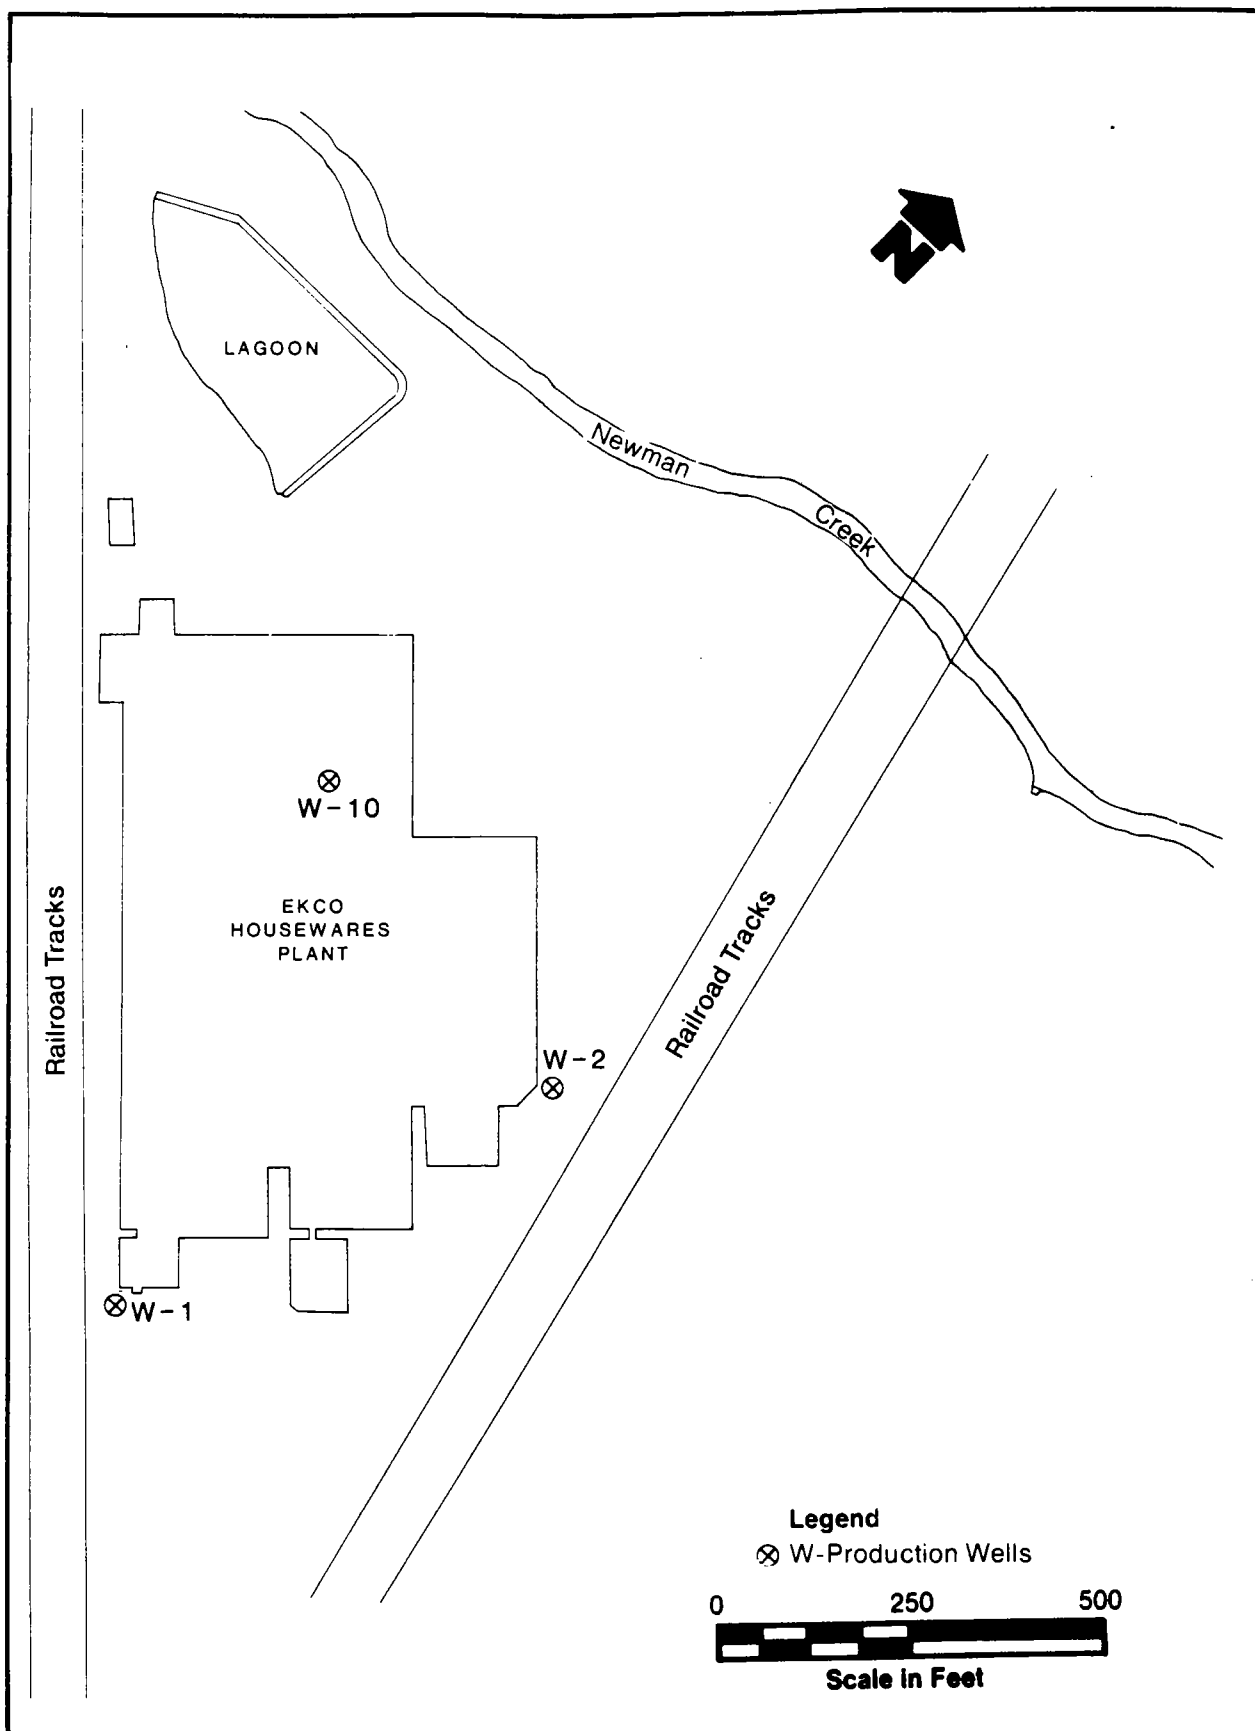 N
LAGOON
Newman
Creek
W-10
EKCO
HOUSEWARES
PLANT
Railroad Tracks
Railroad Tracks
W-2
W-1
Legend
W-Production Wells
0 250 500
Scale in Feet